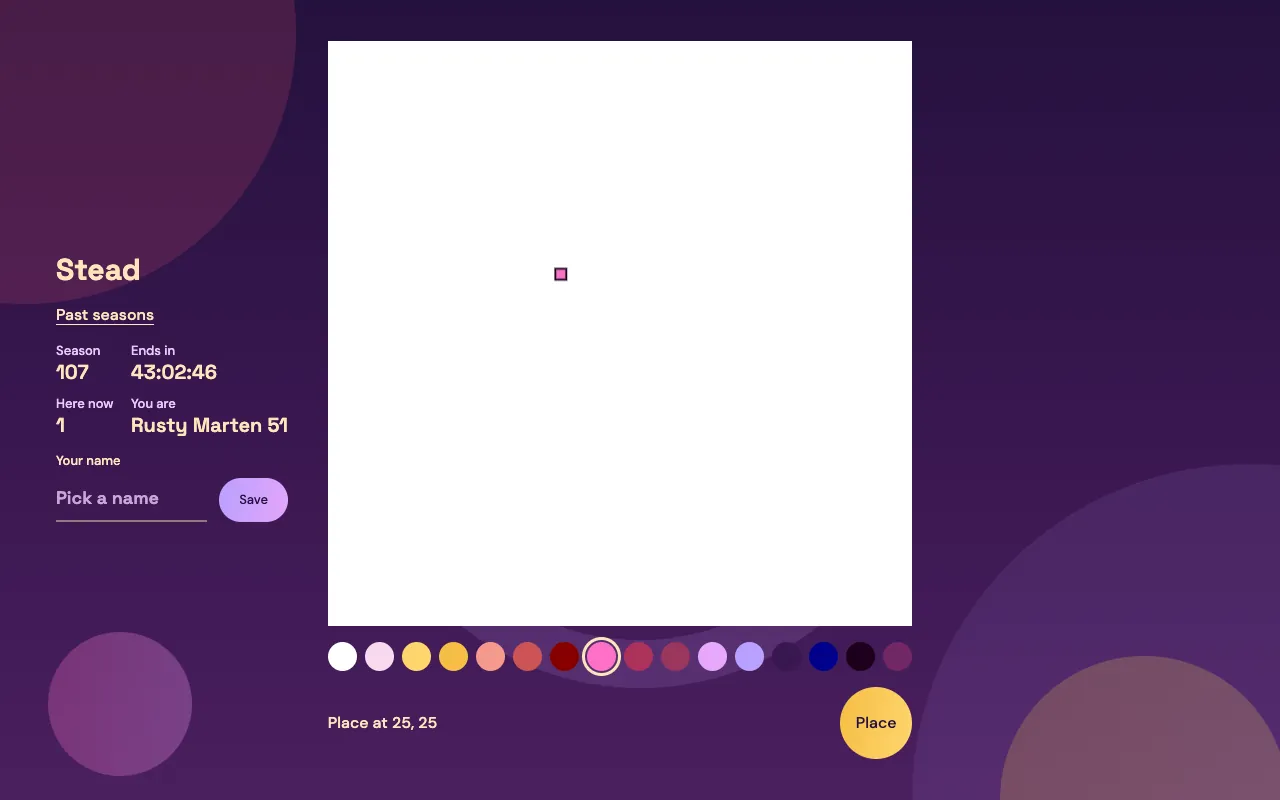 Stead
Past seasons
Season
Ends in
107
43:02:46
Here now
You are
1
Rusty Marten 51
Your name
Pick a name
Save
Place at 25, 25
Place